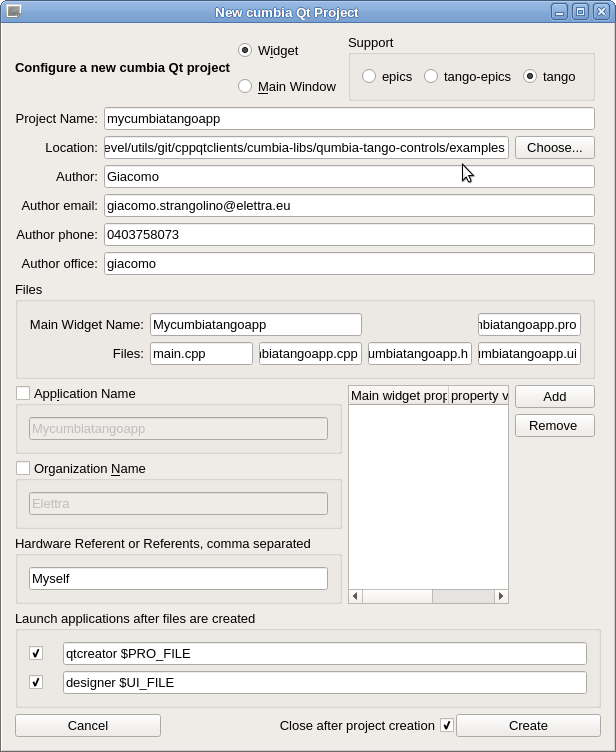 New cumbia Qt Project
Configure a new cumbia Qt project
Widget
Main Window
Support
epics
tango-epics
tango
Project Name: mycumbiatangoapp
Location: evel/utils/git/cppqtclients/cumbia-libs/qumbia-tango-controls/examples Choose...
Author: Giacomo
Author email: giacomo.strangolino@elettra.eu
Author phone: 0403758073
Author office: giacomo
Files
Main Widget Name: Mycumbiatangoapp nbiatangoapp.pro
Files: main.cpp nbiatangoapp.cpp umbiatangoapp.h umbiatangoapp.ui
Application Name
Mycumbiatangoapp
Organization Name
Elettra
Hardware Referent or Referents, comma separated
Myself
Main widget prop property v
Add
Remove
Launch applications after files are created
qtcreator $PRO_FILE
designer $UI_FILE
Cancel Close after project creation Create